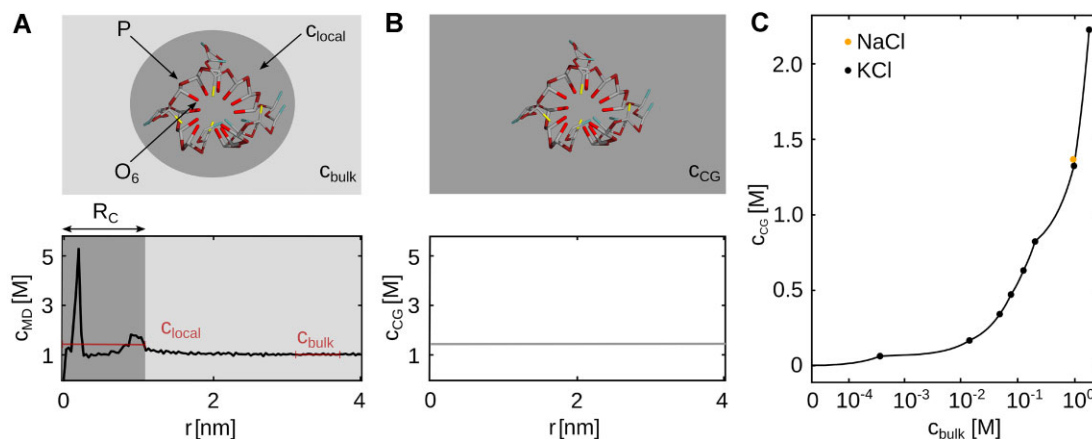 A
P
c_local
O_6
c_bulk
R_C
c_MD [M]
5
3
1
c_local
c_bulk
0
2
4
r [nm]
B
c_CG
c_CG [M]
5
3
1
0
2
4
r [nm]
C
NaCl
KCl
c_CG [M]
2.0
1.5
1.0
0.5
0
0
10^-4
10^-3
10^-2
10^-1
10^0
c_bulk [M]